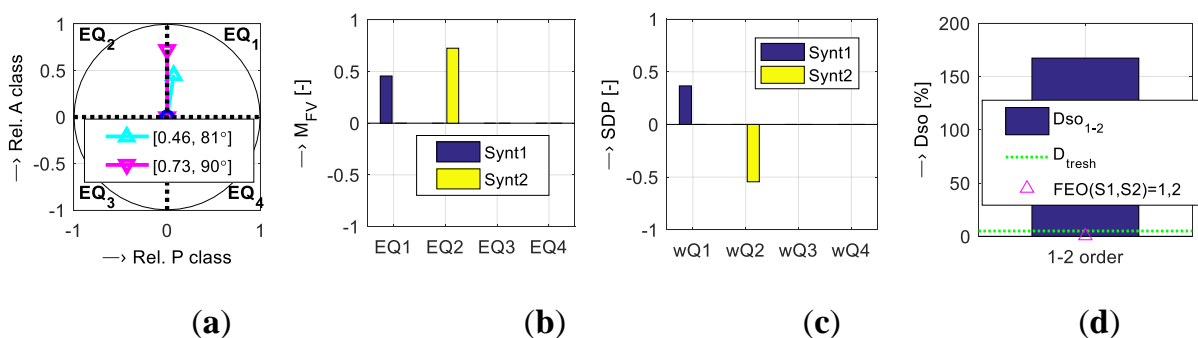 1
0.5
0
-0.5
-1
-1
0
1
—> Rel. A class
—> Rel. P class
EQ2
EQ1
EQ3
EQ4
[0.46, 81°]
[0.73, 90°]
(a)
1
0.5
0
-0.5
-1
—> M_FV [-]
Synt1
Synt2
EQ1 EQ2 EQ3 EQ4
(b)
1
0.5
0
-0.5
-1
—> SDP [-]
Synt1
Synt2
wQ1 wQ2 wQ3 wQ4
(c)
200
150
100
50
0
—> Dso [%]
Dso1-2
Dtresh
FEO(S1,S2)=1,2
1-2 order
(d)